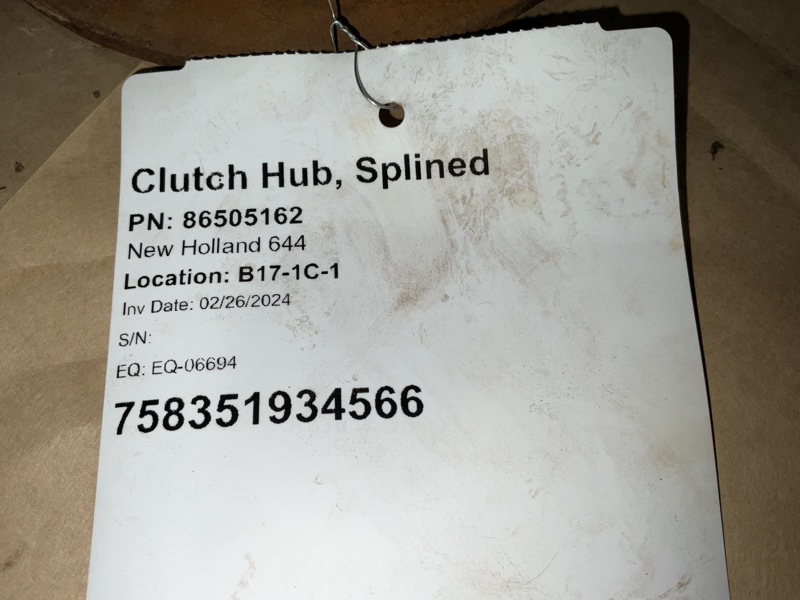 Clutch Hub, Splined
PN: 86505162
New Holland 644
Location: B17-1C-1
Inv Date: 02/26/2024
S/N:
EQ: EQ-06694
758351934566